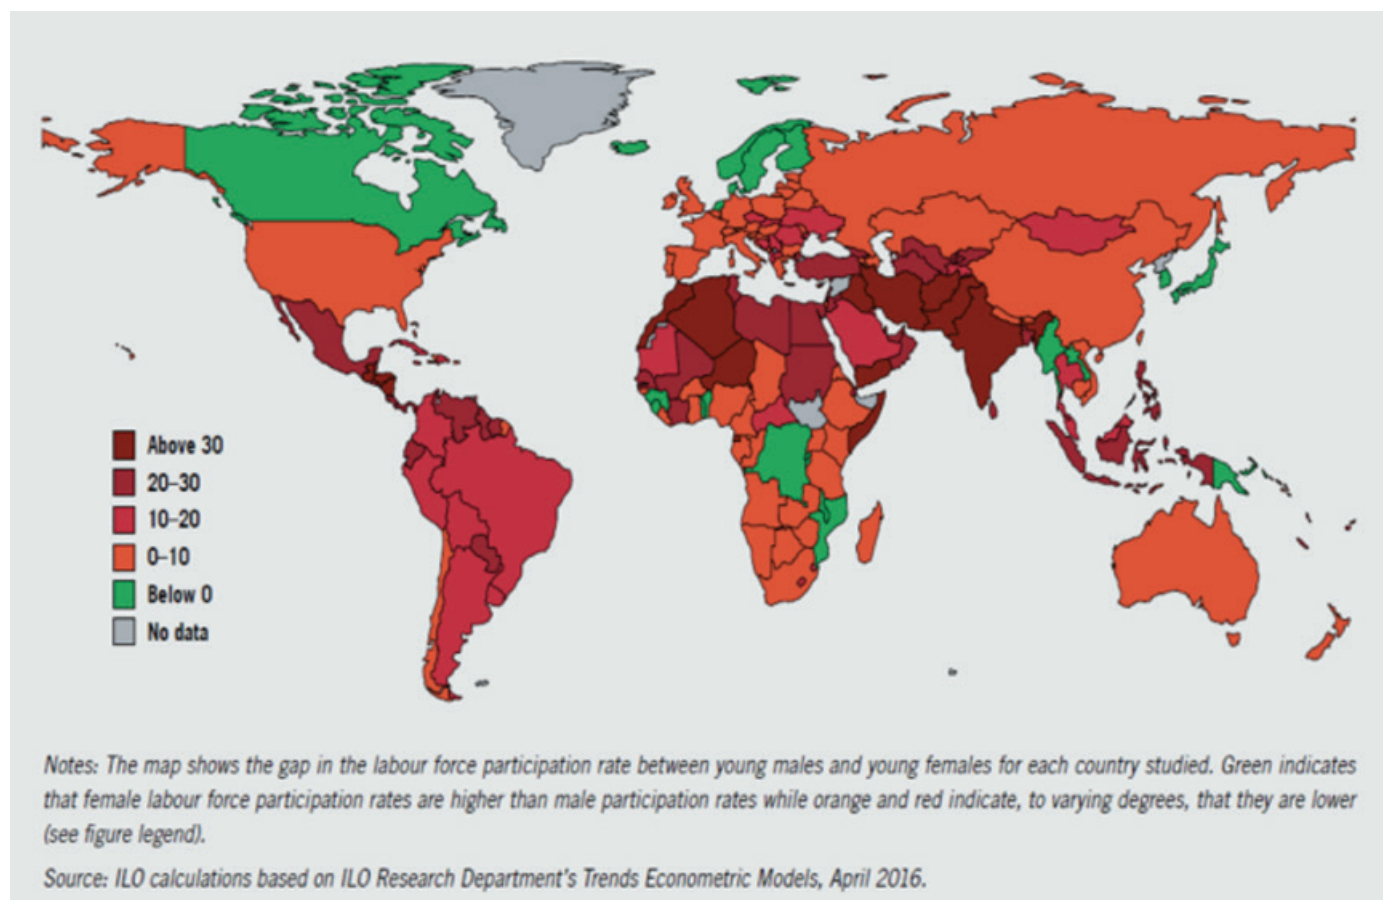 Above 30
20–30
10–20
0–10
Below 0
No data
Notes: The map shows the gap in the labour force participation rate between young males and young females for each country studied. Green indicates
that female labour force participation rates are higher than male participation rates while orange and red indicate, to varying degrees, that they are lower
(see figure legend).
Source: ILO calculations based on ILO Research Department's Trends Econometric Models, April 2016.